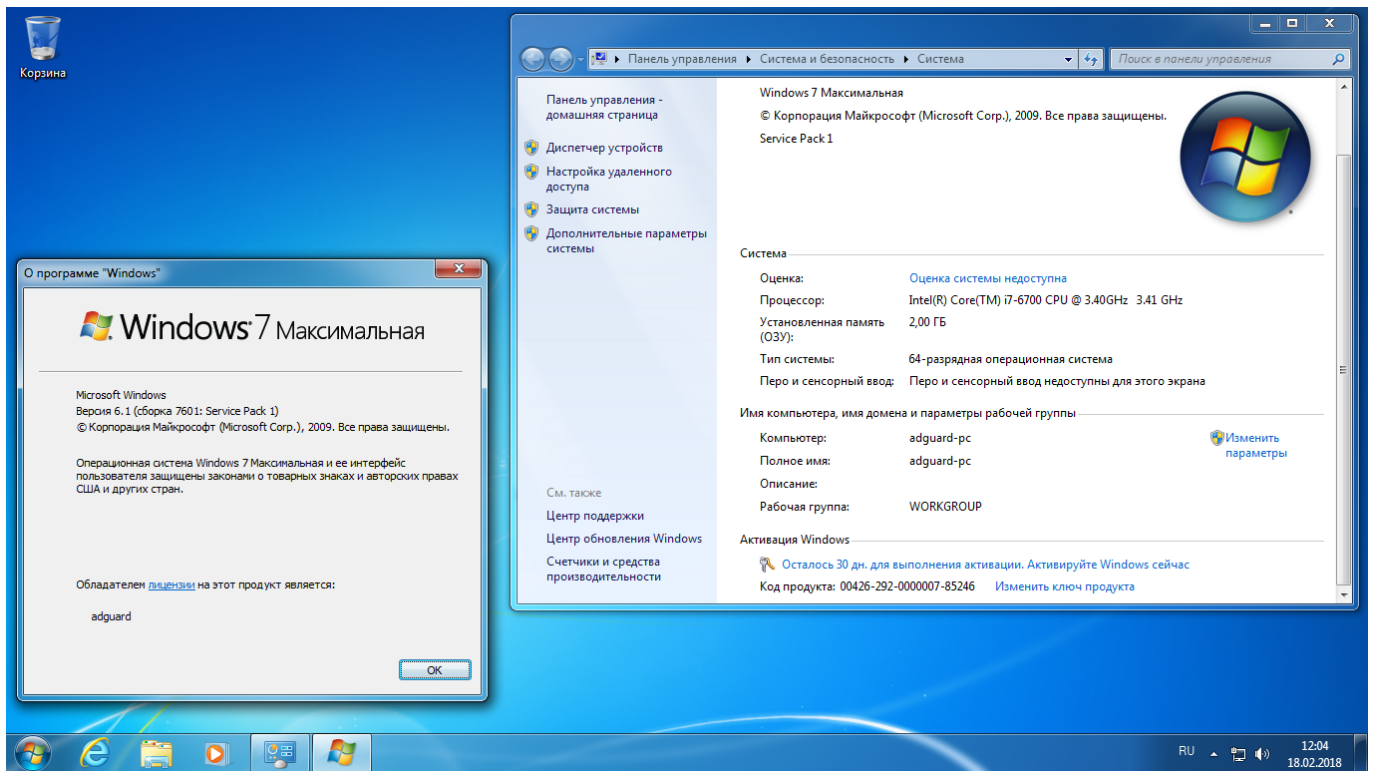 Корзина
Панель управления ▸ Система и безопасность ▸ Система
Поиск в панели управления
Панель управления -
домашняя страница
Диспетчер устройств
Настройка удаленного
доступа
Защита системы
Дополнительные параметры
системы
См. также
Центр поддержки
Центр обновления Windows
Счетчики и средства
производительности
Windows 7 Максимальная
© Корпорация Майкрософт (Microsoft Corp.), 2009. Все права защищены.
Service Pack 1
Система
Оценка: Оценка системы недоступна
Процессор: Intel(R) Core(TM) i7-6700 CPU @ 3.40GHz 3.41 GHz
Установленная память 2,00 ГБ
(ОЗУ):
Тип системы: 64-разрядная операционная система
Перо и сенсорный ввод: Перо и сенсорный ввод недоступны для этого экрана
Имя компьютера, имя домена и параметры рабочей группы
Компьютер: adguard-pc Изменить
параметры
Полное имя: adguard-pc
Описание:
Рабочая группа: WORKGROUP
Активация Windows
Осталось 30 дн. для выполнения активации. Активируйте Windows сейчас
Код продукта: 00426-292-0000007-85246 Изменить ключ продукта
О программе "Windows"
Windows 7 Максимальная
Microsoft Windows
Версия 6.1 (сборка 7601: Service Pack 1)
© Корпорация Майкрософт (Microsoft Corp.), 2009. Все права защищены.
Операционная система Windows 7 Максимальная и ее интерфейс
пользователя защищены законами о товарных знаках и авторских правах
США и других стран.
Обладателем лицензии на этот продукт является:
adguard
ОК
RU
12:04
18.02.2018